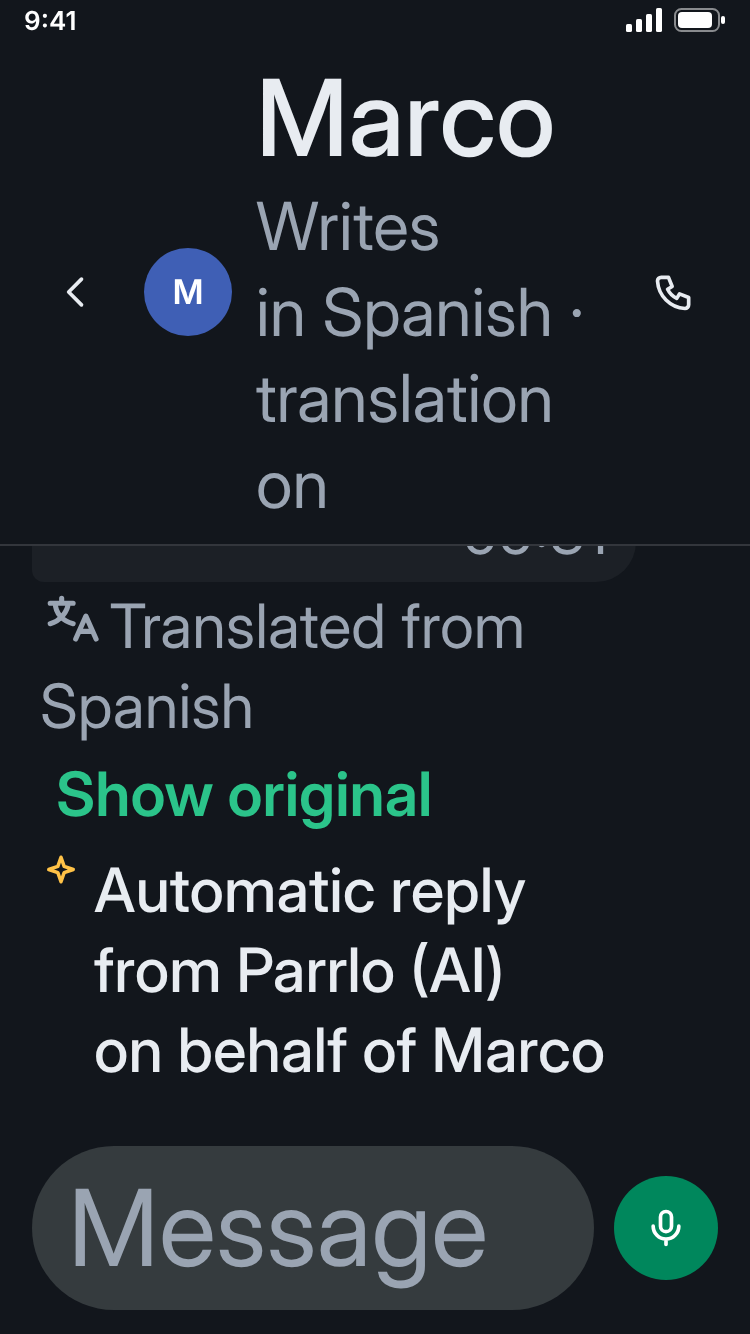 9:41
Marco
Writes
in Spanish ·
translation
on
M
Translated from
Spanish
Show original
Automatic reply
from Parrlo (AI)
on behalf of Marco
Message